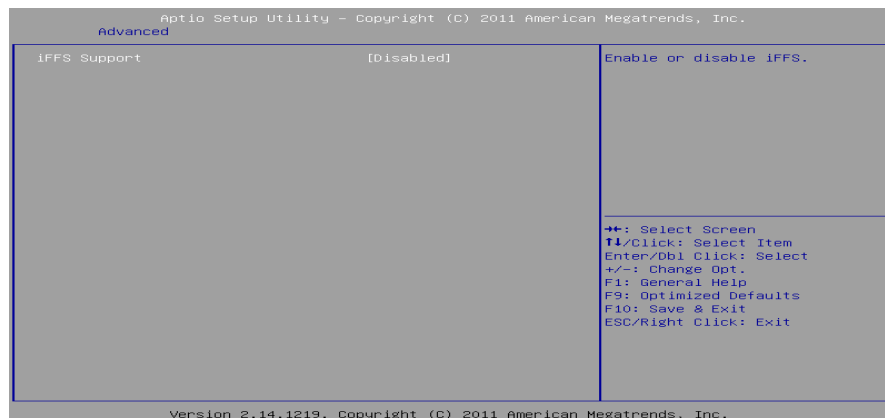 Aptio Setup Utility – Copyright (C) 2011 American Megatrends, Inc.
Advanced
iFFS Support [Disabled]
Enable or disable iFFS.
→←: Select Screen
↑↓/Click: Select Item
Enter/Dbl Click: Select
+/-: Change Opt.
F1: General Help
F9: Optimized Defaults
F10: Save & Exit
ESC/Right Click: Exit
Version 2.14.1219. Copyright (C) 2011 American Megatrends, Inc.